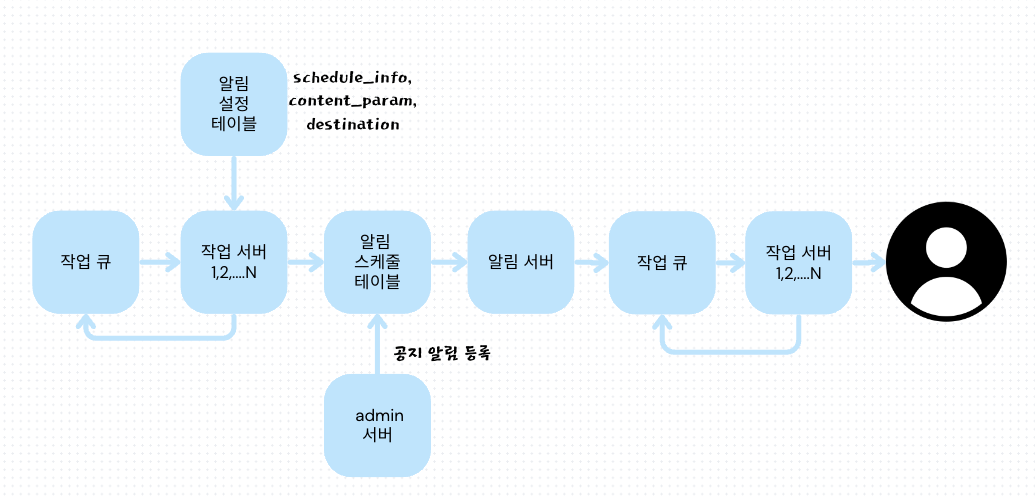 알림
설정
테이블
schedule_info,
content_param,
destination
작업 큐
작업 서버
1,2,....N
알림
스케줄
테이블
알림 서버
작업 큐
작업 서버
1,2,....N
공지 알림 등록
admin
서버